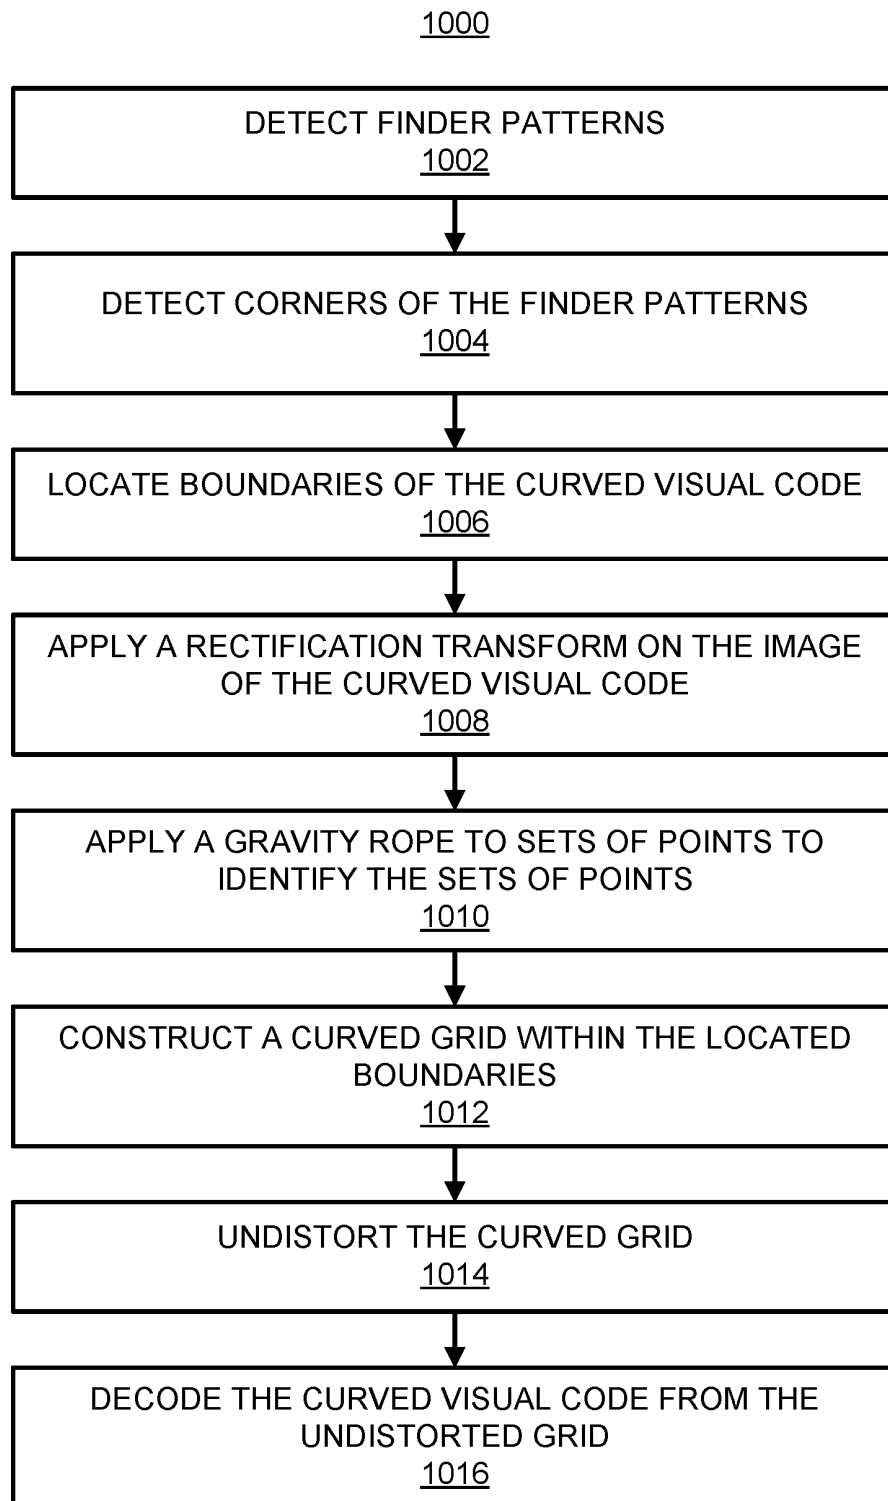 1000
DETECT FINDER PATTERNS
1002
DETECT CORNERS OF THE FINDER PATTERNS
1004
LOCATE BOUNDARIES OF THE CURVED VISUAL CODE
1006
APPLY A RECTIFICATION TRANSFORM ON THE IMAGE
OF THE CURVED VISUAL CODE
1008
APPLY A GRAVITY ROPE TO SETS OF POINTS TO
IDENTIFY THE SETS OF POINTS
1010
CONSTRUCT A CURVED GRID WITHIN THE LOCATED
BOUNDARIES
1012
UNDISTORT THE CURVED GRID
1014
DECODE THE CURVED VISUAL CODE FROM THE
UNDISTORTED GRID
1016